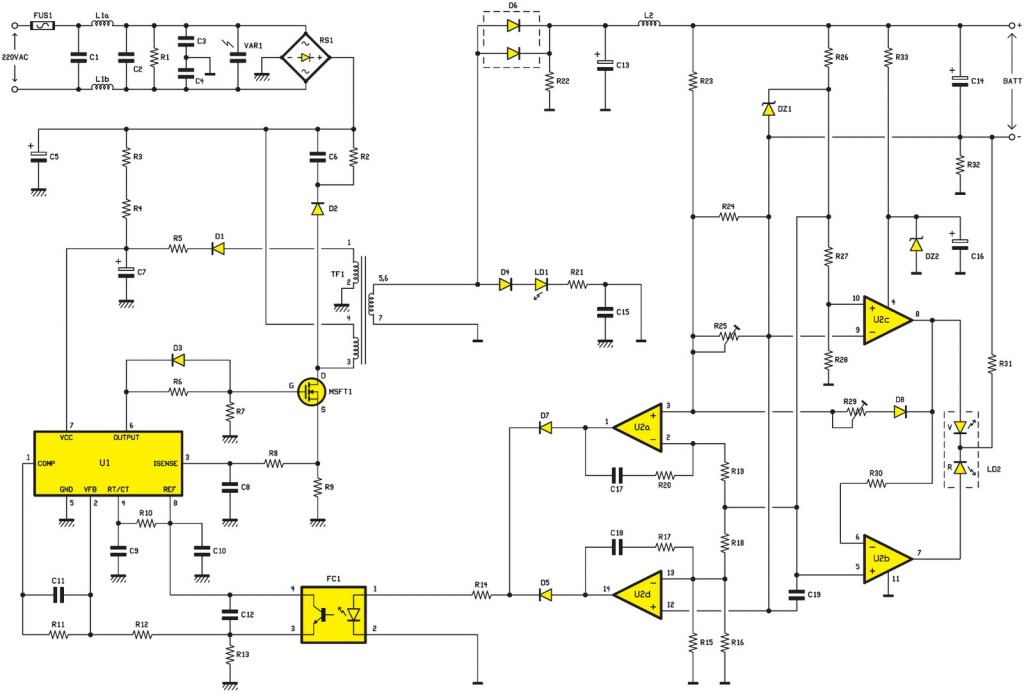 FUS1
L1a
220VAC
C1
C2
R1
C3
C4
L1b
VAR1
RS1
D6
L2
R22
C13
R23
R26
R33
C14
BATT
DZ1
R32
C5
R3
R4
C6
R2
D2
R24
R5
D1
C7
1
TF1
2
4
3
5,6
7
D4
LD1
R21
C15
R27
DZ2
C16
R25
10
9
U2c
4
8
R28
R31
D3
R6
R7
G
D
S
MSFT1
7
6
VCC
OUTPUT
1
COMP
U1
ISENSE
3
GND
VFB
RT/CT
REF
5
2
4
8
R8
C8
R9
R10
C9
C10
D7
1
U2a
3
2
C17
R20
R19
R29
D8
V
R
LD2
R30
C18
R17
R18
6
5
U2b
7
11
C11
R11
R12
C12
R13
FC1
4
3
1
2
R14
D5
14
U2d
13
12
R15
R16
C19